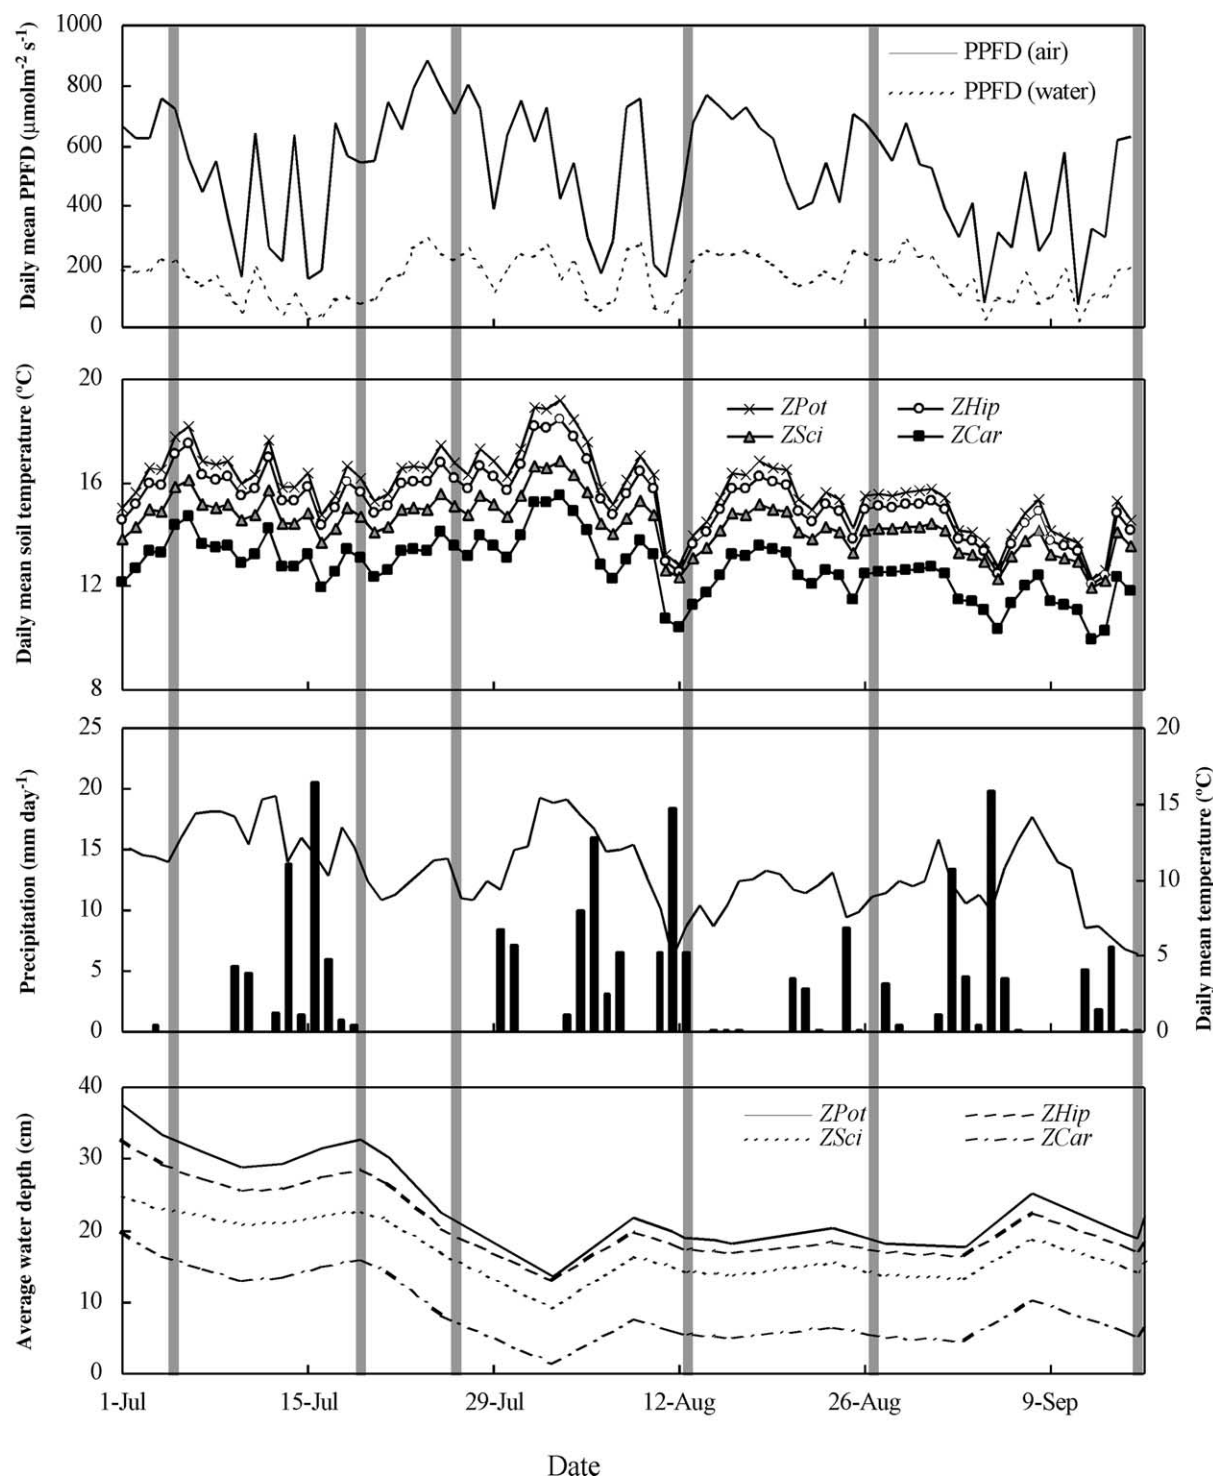 Daily mean PPFD (μmolm⁻² s⁻¹)
1000
800
600
400
200
0
PPFD (air)
PPFD (water)
Daily mean soil temperature (ºC)
20
16
12
8
ZPot
ZHip
ZSci
ZCar
Precipitation (mm day⁻¹)
25
20
15
10
5
0
20
15
10
5
0
Daily mean temperature (ºC)
Average water depth (cm)
40
30
20
10
0
ZPot
ZHip
ZSci
ZCar
1-Jul
15-Jul
29-Jul
12-Aug
26-Aug
9-Sep
Date